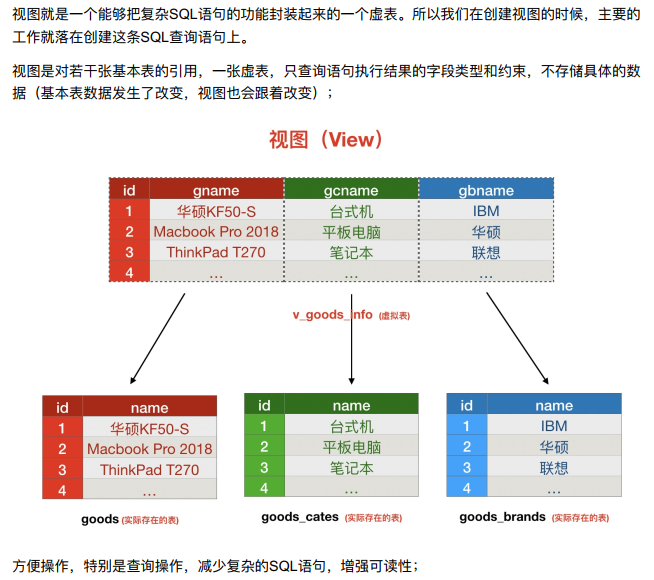 视图就是一个能够把复杂SQL语句的功能封装起来的一个虚表。所以我们在创建视图的时候，主要的
工作就落在创建这条SQL查询语句上。
视图是对若干张基本表的引用，一张虚表，只查询语句执行结果的字段类型和约束，不存储具体的数
据（基本表数据发生了改变，视图也会跟着改变）；
视图（View）
id gname gcname gbname
1 华硕KF50-S 台式机 IBM
2 Macbook Pro 2018 平板电脑 华硕
3 ThinkPad T270 笔记本 联想
4 … … …
v_goods_info (虚拟表)
id name id name id name
1 华硕KF50-S 1 台式机 1 IBM
2 Macbook Pro 2018 2 平板电脑 2 华硕
3 ThinkPad T270 3 笔记本 3 联想
4 … 4 … 4 …
goods (实际存在的表) goods_cates (实际存在的表) goods_brands (实际存在的表)
方便操作，特别是查询操作，减少复杂的SQL语句，增强可读性；